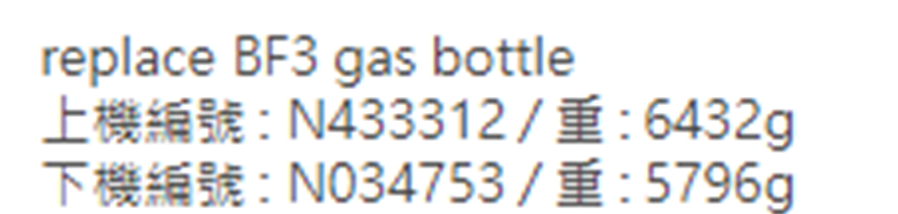 replace BF3 gas bottle
上機編號 : N433312 / 重 : 6432g
下機編號 : N034753 / 重 : 5796g